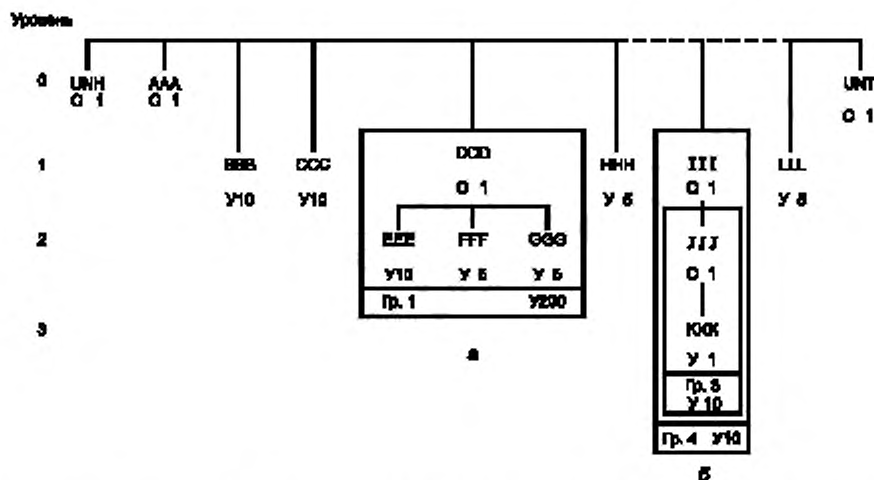 Уровень
0 UNH AAA UNT
О 1 О 1 О 1
1 BBB CCC DDD HHH III LLL
У10 У10 О 1 У 5 О 1 У 5
2 EEE FFF GGG JJJ
У10 У 5 У 5 О 1
Гр. 1 У200
3 KKK
а У 1
У 10
Гр. 4 У10
б